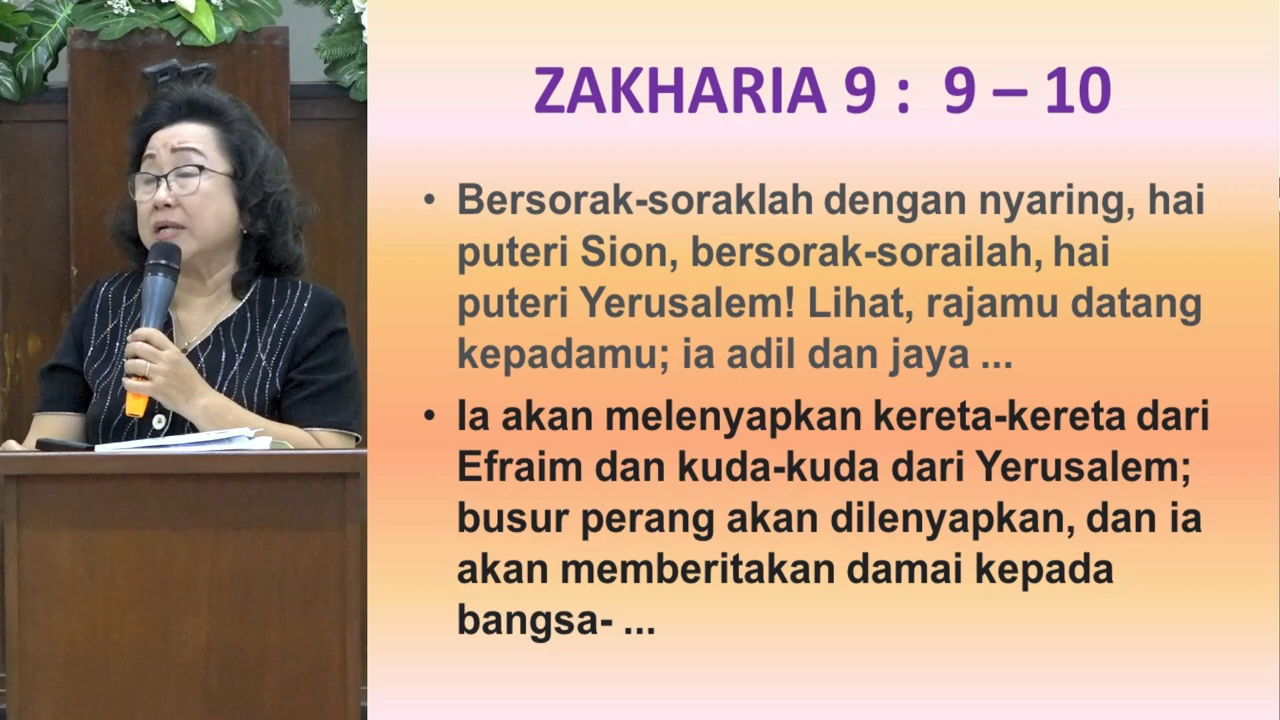 ZAKHARIA 9 : 9 – 10
• Bersorak-soraklah dengan nyaring, hai
puteri Sion, bersorak-sorailah, hai
puteri Yerusalem! Lihat, rajamu datang
kepadamu; ia adil dan jaya ...
• Ia akan melenyapkan kereta-kereta dari
Efraim dan kuda-kuda dari Yerusalem;
busur perang akan dilenyapkan, dan ia
akan memberitakan damai kepada
bangsa- ...